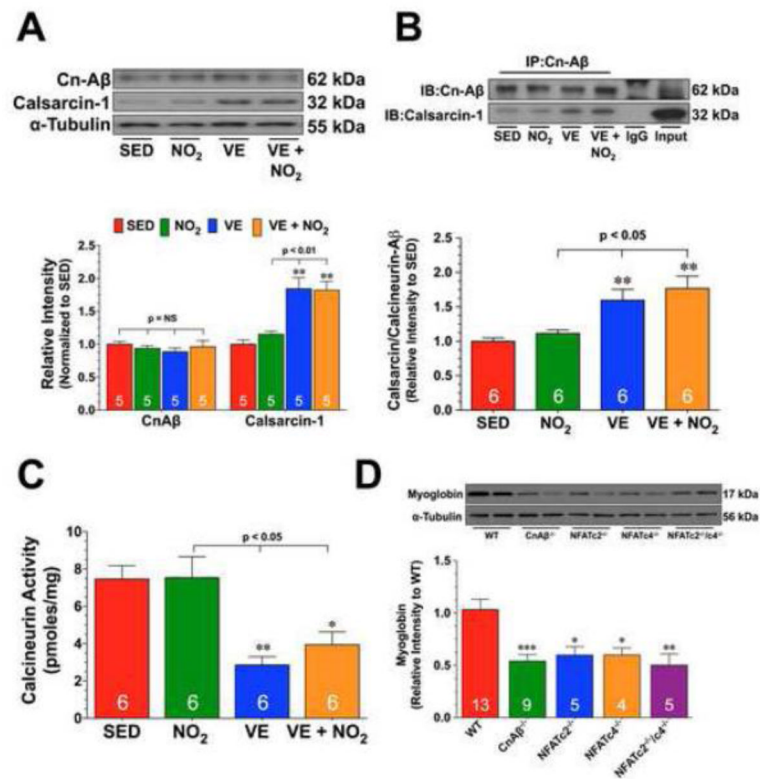 A
Cn-Aβ 62 kDa
Calsarcin-1 32 kDa
α-Tubulin 55 kDa
SED NO₂ VE VE +
NO₂
SED NO₂ VE VE + NO₂
Relative Intensity
(Normalized to SED)
2.5
2.0
1.5
1.0
0.5
0.0
p = NS
p < 0.01
** **
5 5 5 5 5 5 5 5
CnAβ Calsarcin-1
B
IP:Cn-Aβ
IB:Cn-Aβ 62 kDa
IB:Calsarcin-1 32 kDa
SED NO₂ VE VE + IgG Input
NO₂
Calsarcin/Calcineurin-Aβ
(Relative Intensity to SED)
2.5
2.0
1.5
1.0
0.5
0.0
p < 0.05
** **
6 6 6 6
SED NO₂ VE VE + NO₂
C
Calcineurin Activity
(pmoles/mg)
10
8
6
4
2
0
p < 0.05
** *
6 6 6 6
SED NO₂ VE VE + NO₂
D
Myoglobin 17 kDa
α-Tubulin 56 kDa
WT CnAβ⁻/⁻ NFATc2⁻/⁻ NFATc4⁻/⁻ NFATc2⁻/⁻/c4⁻/⁻
Myoglobin
(Relative Intensity to WT)
1.5
1.0
0.5
0.0
*** * * **
13 9 5 4 5
WT CnAβ⁻/⁻ NFATc2⁻/⁻ NFATc4⁻/⁻ NFATc2⁻/⁻/c4⁻/⁻